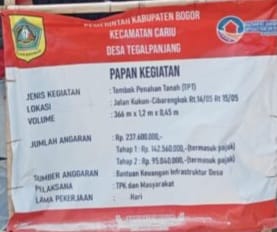 PEMERINTAH KABUPATEN BOGOR
KECAMATAN CARIU
DESA TEGALPANJANG
PAPAN KEGIATAN
JENIS KEGIATAN : Tembok Penahan Tanah (TPT)
LOKASI : Jalan Kukun-Cibarengkok Rt.14/05 Rt 15/05
VOLUME : 366 m x 1,2 m x 0,45 m
JUMLAH ANGARAN : Rp. 237.600.000,-
Tahap 1 : Rp. 142.560.000,-(termasuk pajak)
Tahap 2 : Rp. 95.040.000,-(termasuk pajak)
SUMBER ANGGARAN : Bantuan Keuangan Infrastruktur Desa
PELAKSANA : TPK dan Masyarakat
LAMA PEKERJAAN : Hari